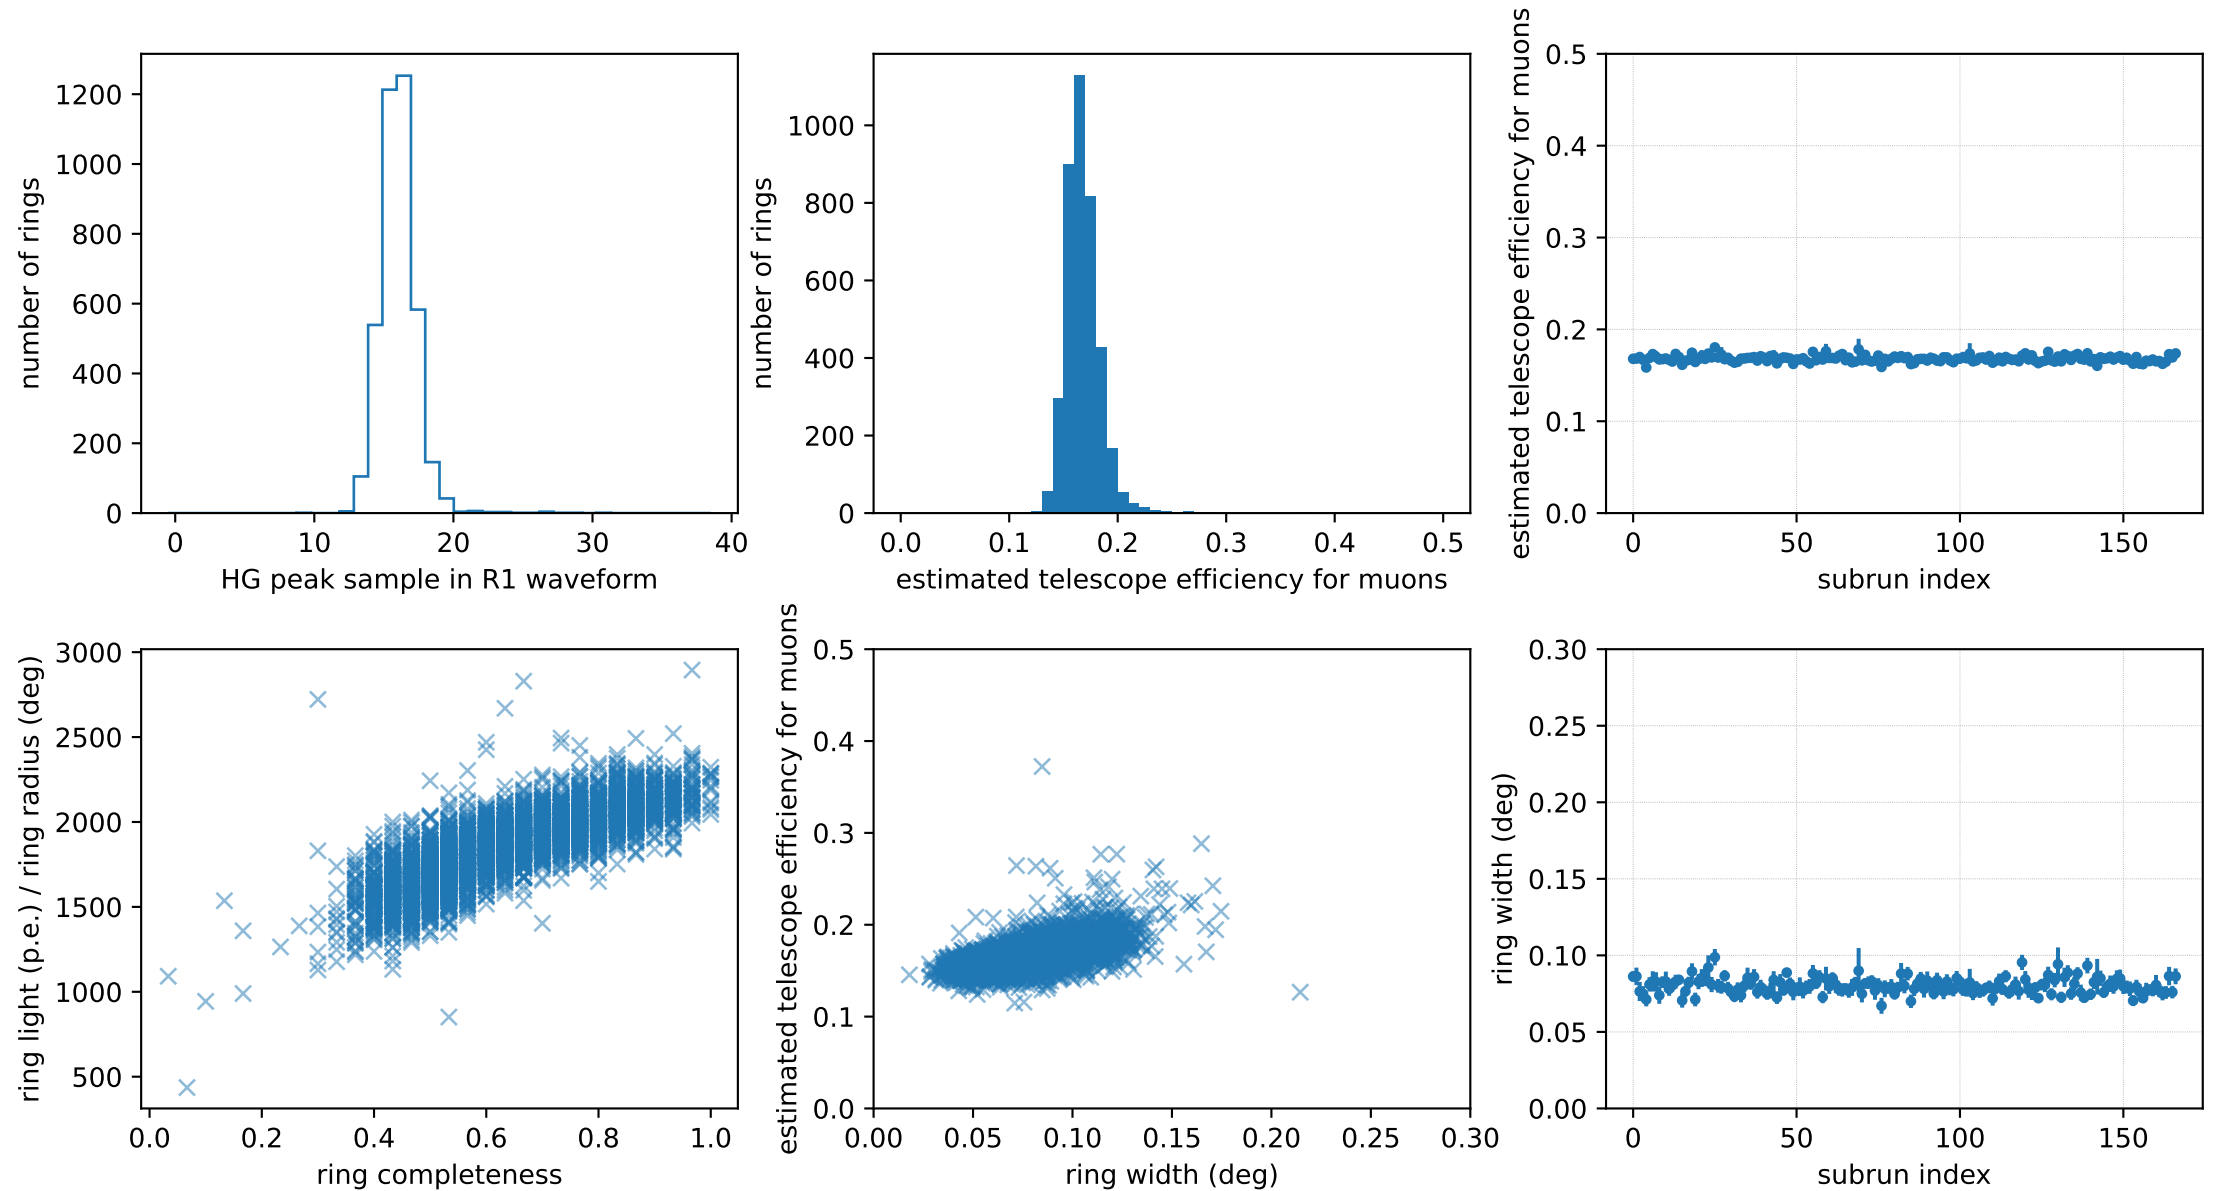 number of rings
1200
1000
800
600
400
200
0
0 10 20 30 40
HG peak sample in R1 waveform
number of rings
1000
800
600
400
200
0
0.0 0.1 0.2 0.3 0.4 0.5
estimated telescope efficiency for muons
estimated telescope efficiency for muons
0.5
0.4
0.3
0.2
0.1
0.0
0 50 100 150
subrun index
ring light (p.e.) / ring radius (deg)
3000
2500
2000
1500
1000
500
0.0 0.2 0.4 0.6 0.8 1.0
ring completeness
estimated telescope efficiency for muons
0.5
0.4
0.3
0.2
0.1
0.0
0.00 0.05 0.10 0.15 0.20 0.25 0.30
ring width (deg)
ring width (deg)
0.30
0.25
0.20
0.15
0.10
0.05
0.00
0 50 100 150
subrun index